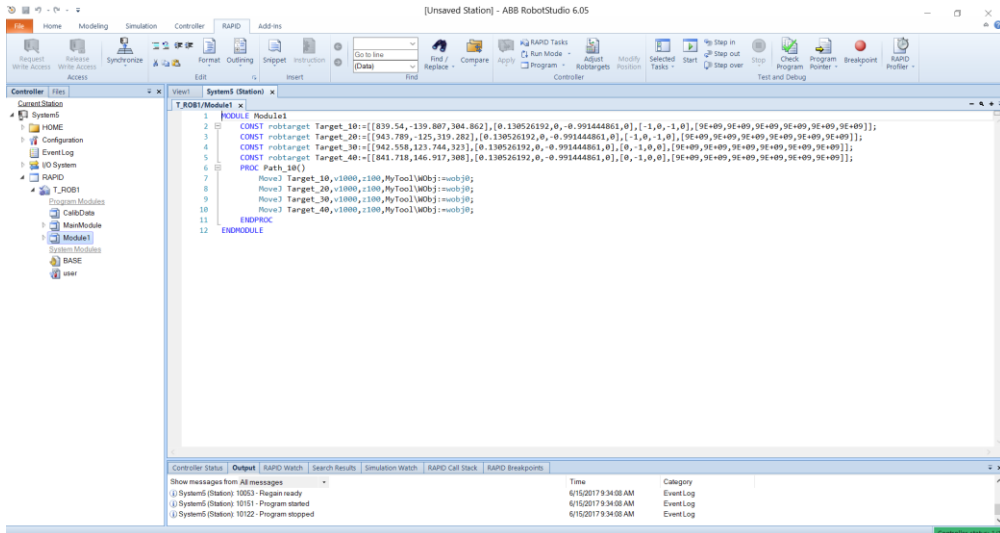 [Unsaved Station] - ABB RobotStudio 6.05
File Home Modeling Simulation Controller RAPID Add-Ins
Request Write Access
Release Write Access
Synchronize
Format
Outlining
Snippet
Instruction
Go to line
(Data)
Find / Replace
Compare
Apply
RAPID Tasks
Run Mode
Program
Adjust Robtargets
Modify Position
Selected Tasks
Start
Step in
Step out
Step over
Stop
Check Program
Program Pointer
Breakpoint
RAPID Profiler
Access Edit Insert Find Controller Test and Debug
Controller Files
View1 System5 (Station)
Current Station
T_ROB1/Module1
System5
HOME
Configuration
Event Log
I/O System
RAPID
T_ROB1
Program Modules
CalibData
MainModule
Module1
System Modules
BASE
user
1 MODULE Module1
2 CONST robtarget Target_10:=[[839.54,-139.807,304.862],[0.130526192,0,-0.991444861,0],[-1,0,-1,0],[9E+09,9E+09,9E+09,9E+09,9E+09,9E+09]];
3 CONST robtarget Target_20:=[[943.789,-125,319.282],[0.130526192,0,-0.991444861,0],[-1,0,-1,0],[9E+09,9E+09,9E+09,9E+09,9E+09,9E+09]];
4 CONST robtarget Target_30:=[[942.558,123.744,323],[0.130526192,0,-0.991444861,0],[0,-1,0,0],[9E+09,9E+09,9E+09,9E+09,9E+09,9E+09]];
5 CONST robtarget Target_40:=[[841.718,146.917,308],[0.130526192,0,-0.991444861,0],[0,-1,0,0],[9E+09,9E+09,9E+09,9E+09,9E+09,9E+09]];
6 PROC Path_10()
7 MoveJ Target_10,v1000,z100,MyTool\WObj:=wobj0;
8 MoveJ Target_20,v1000,z100,MyTool\WObj:=wobj0;
9 MoveJ Target_30,v1000,z100,MyTool\WObj:=wobj0;
10 MoveJ Target_40,v1000,z100,MyTool\WObj:=wobj0;
11 ENDPROC
12 ENDMODULE
Controller Status Output RAPID Watch Search Results Simulation Watch RAPID Call Stack RAPID Breakpoints
Show messages from All messages Time Category
System5 (Station): 10053 - Regain ready 6/15/2017 9:34:08 AM Event Log
System5 (Station): 10151 - Program started 6/15/2017 9:34:08 AM Event Log
System5 (Station): 10122 - Program stopped 6/15/2017 9:34:08 AM Event Log